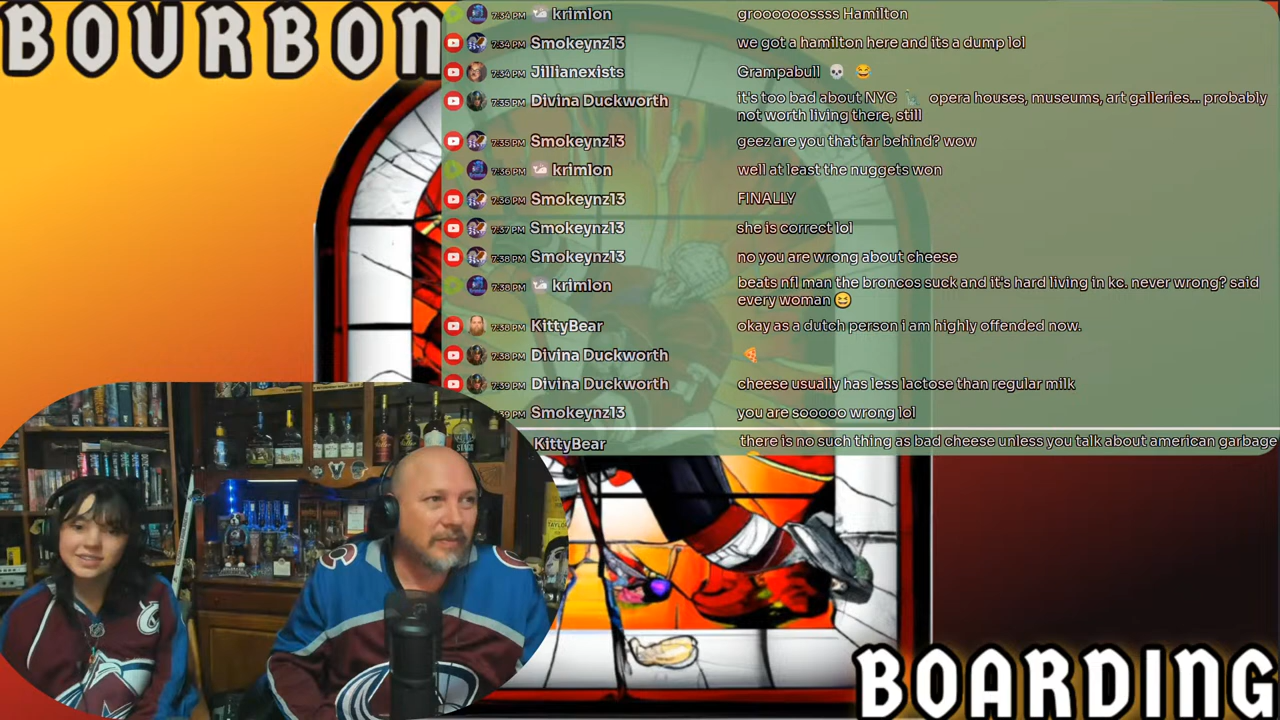 BOURBON
7:34 PM krimlon groooooossss Hamilton
7:34 PM Smokeynz13 we got a hamilton here and its a dump lol
7:34 PM Jillianexists Grampabull 💀 😂
7:35 PM Divina Duckworth it's too bad about NYC 🗽 opera houses, museums, art galleries... probably
not worth living there, still
7:35 PM Smokeynz13 geez are you that far behind? wow
7:36 PM krimlon well at least the nuggets won
7:36 PM Smokeynz13 FINALLY
7:37 PM Smokeynz13 she is correct lol
7:38 PM Smokeynz13 no you are wrong about cheese
7:38 PM krimlon beats nfl man the broncos suck and it's hard living in kc. never wrong? said
every woman 😆
7:38 PM KittyBear okay as a dutch person i am highly offended now.
7:38 PM Divina Duckworth 🍕
7:39 PM Divina Duckworth cheese usually has less lactose than regular milk
:39 PM Smokeynz13 you are sooooo wrong lol
KittyBear there is no such thing as bad cheese unless you talk about american garbage
BOARDING